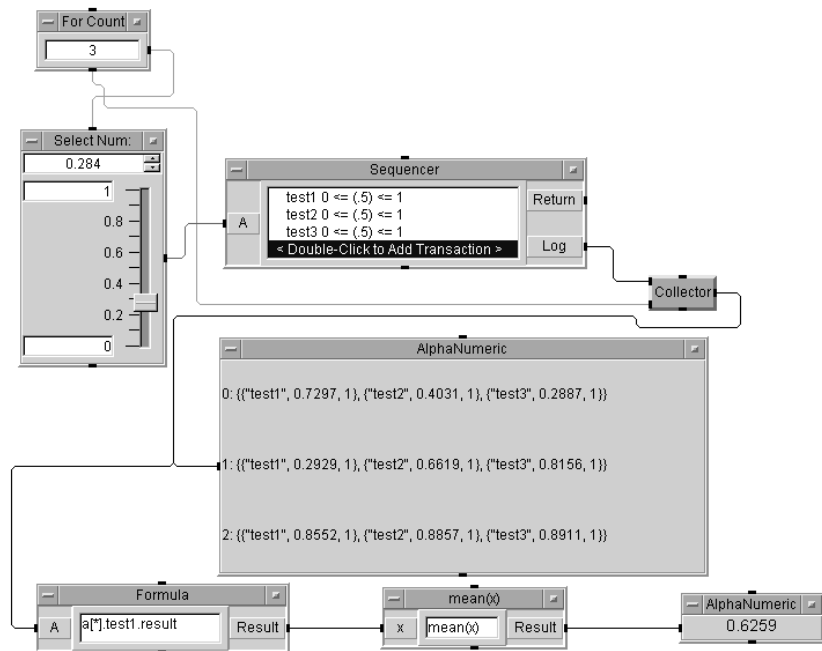 For Count
3
Select Num:
0.284
1
0.8
0.6
0.4
0.2
0
Sequencer
A
test1 0 <= (.5) <= 1
test2 0 <= (.5) <= 1
test3 0 <= (.5) <= 1
< Double-Click to Add Transaction >
Return
Log
Collector
AlphaNumeric
0: {{"test1", 0.7297, 1}, {"test2", 0.4031, 1}, {"test3", 0.2887, 1}}
1: {{"test1", 0.2929, 1}, {"test2", 0.6619, 1}, {"test3", 0.8156, 1}}
2: {{"test1", 0.8552, 1}, {"test2", 0.8857, 1}, {"test3", 0.8911, 1}}
Formula
A
a[*].test1.result
Result
mean(x)
x
mean(x)
Result
AlphaNumeric
0.6259